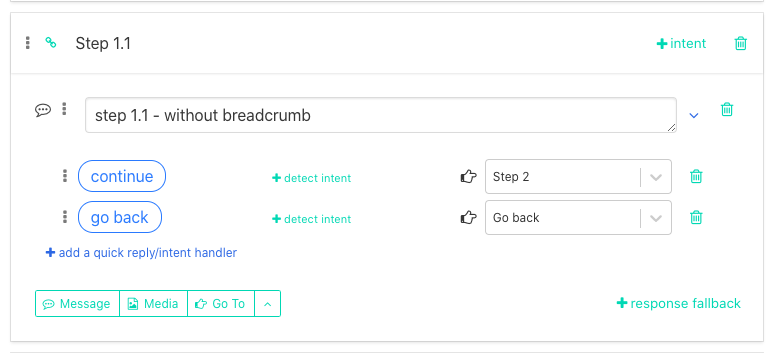 Step 1.1 intent
step 1.1 - without breadcrumb
continue detect intent Step 2
go back detect intent Go back
add a quick reply/intent handler
Message Media Go To response fallback